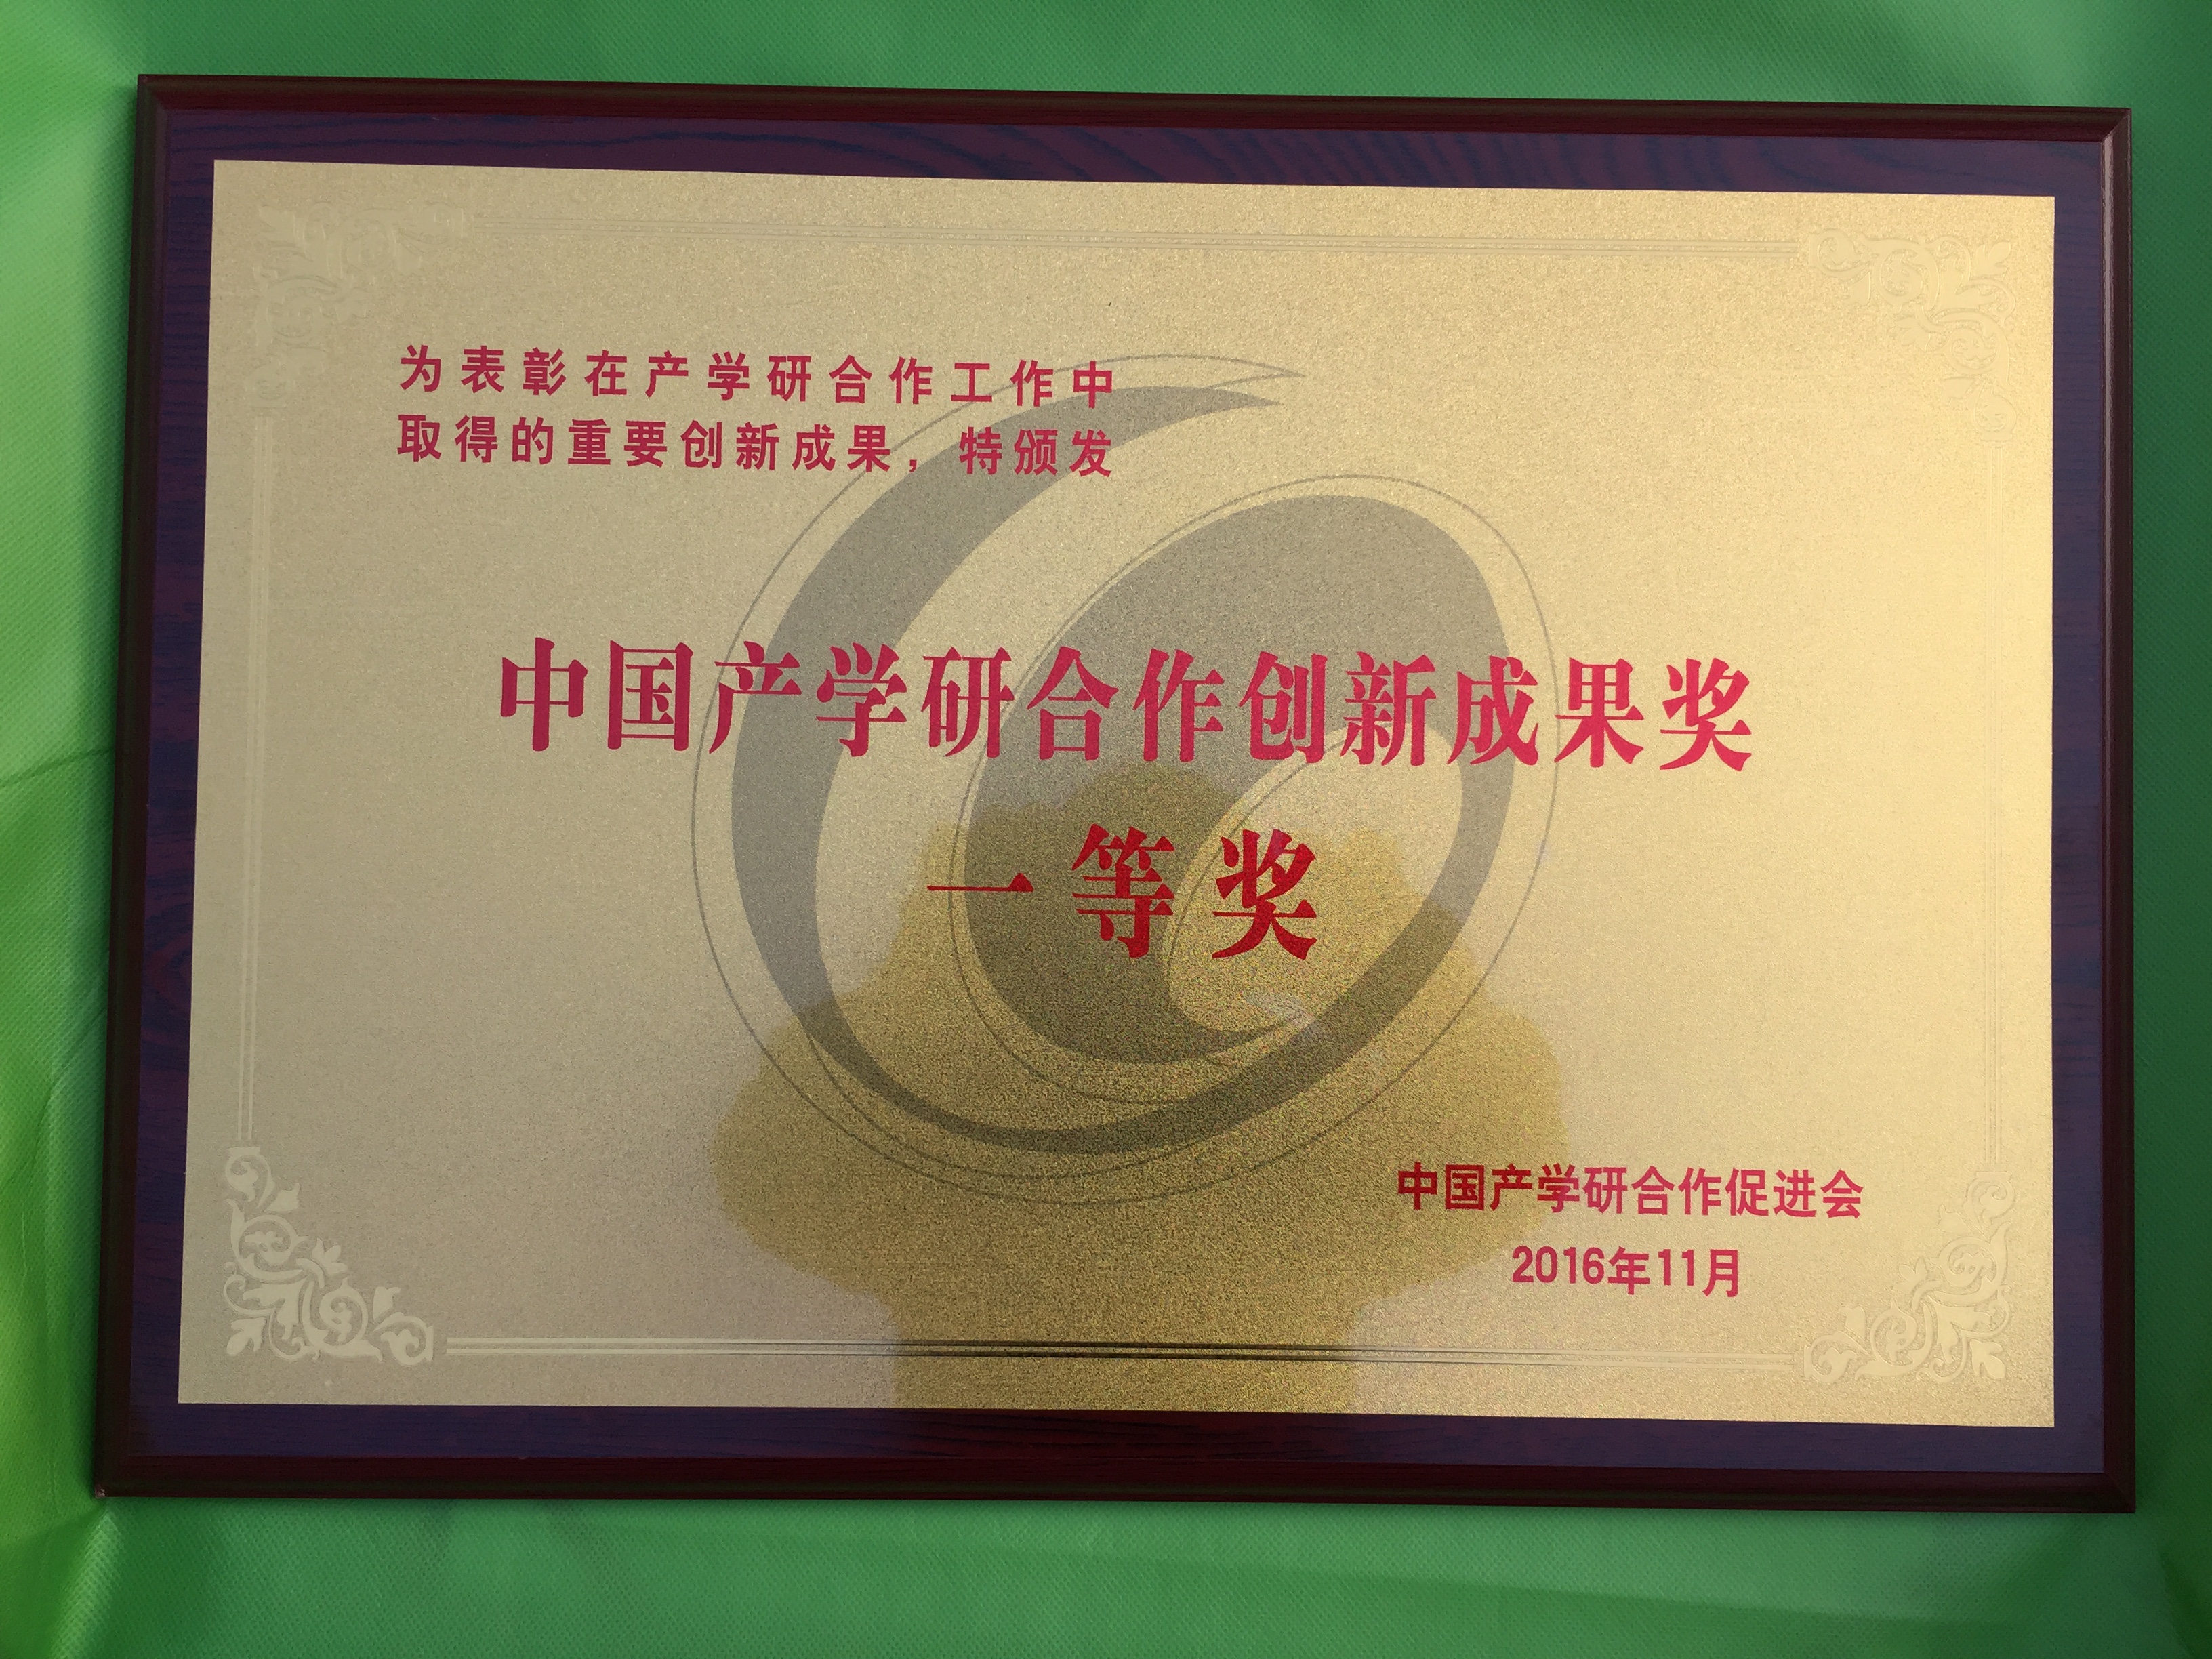 为表彰在产学研合作工作中
取得的重要创新成果，特颁发
中国产学研合作创新成果奖
一等奖
中国产学研合作促进会
2016年11月